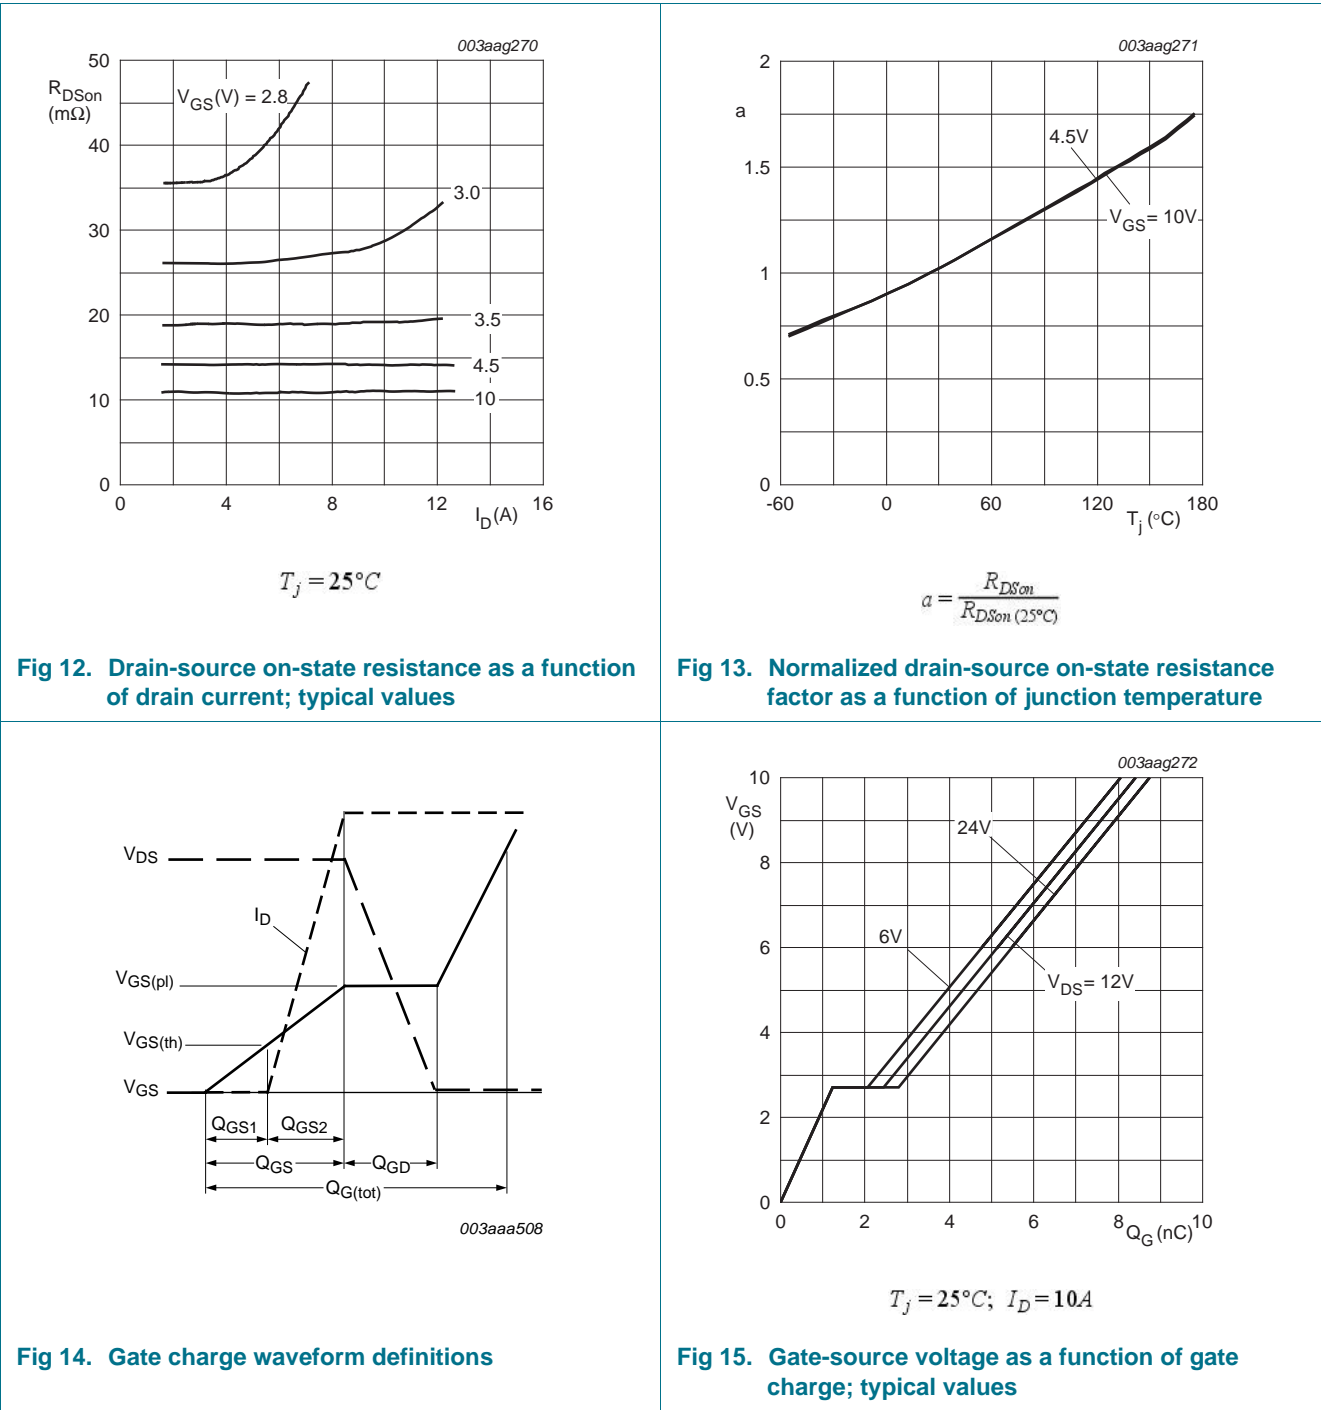 003aag270
50
40
30
20
10
0
RDSon
(mΩ)
VGS(V) = 2.8
3.0
3.5
4.5
10
0 4 8 12 16
ID(A)
Tj = 25°C
Fig 12. Drain-source on-state resistance as a function
of drain current; typical values
003aag271
2
1.5
1
0.5
0
a
4.5V
VGS= 10V
-60 0 60 120 180
Tj (°C)
a = RDSon
RDSon (25°C)
Fig 13. Normalized drain-source on-state resistance
factor as a function of junction temperature
VDS
ID
VGS(pl)
VGS(th)
VGS
QGS1 QGS2
QGS QGD
QG(tot)
003aaa508
Fig 14. Gate charge waveform definitions
003aag272
10
8
6
4
2
0
VGS
(V)
24V
6V
VDS= 12V
0 2 4 6 8 10
QG (nC)
Tj = 25°C; ID = 10A
Fig 15. Gate-source voltage as a function of gate
charge; typical values